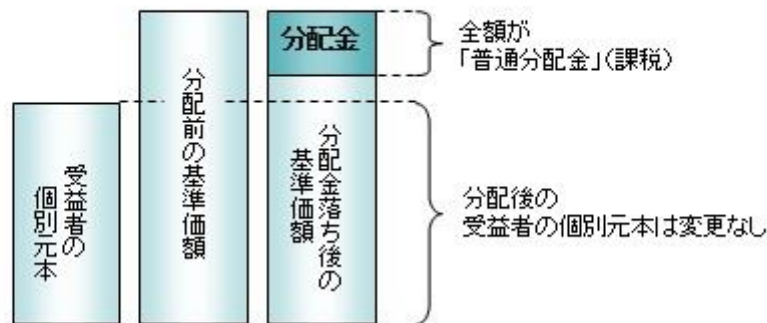 受益者の
個別元本
分配前の基準価額
分配金
分配金落ち後の
基準価額
全額が
「普通分配金」(課税)
分配後の
受益者の個別元本は変更なし